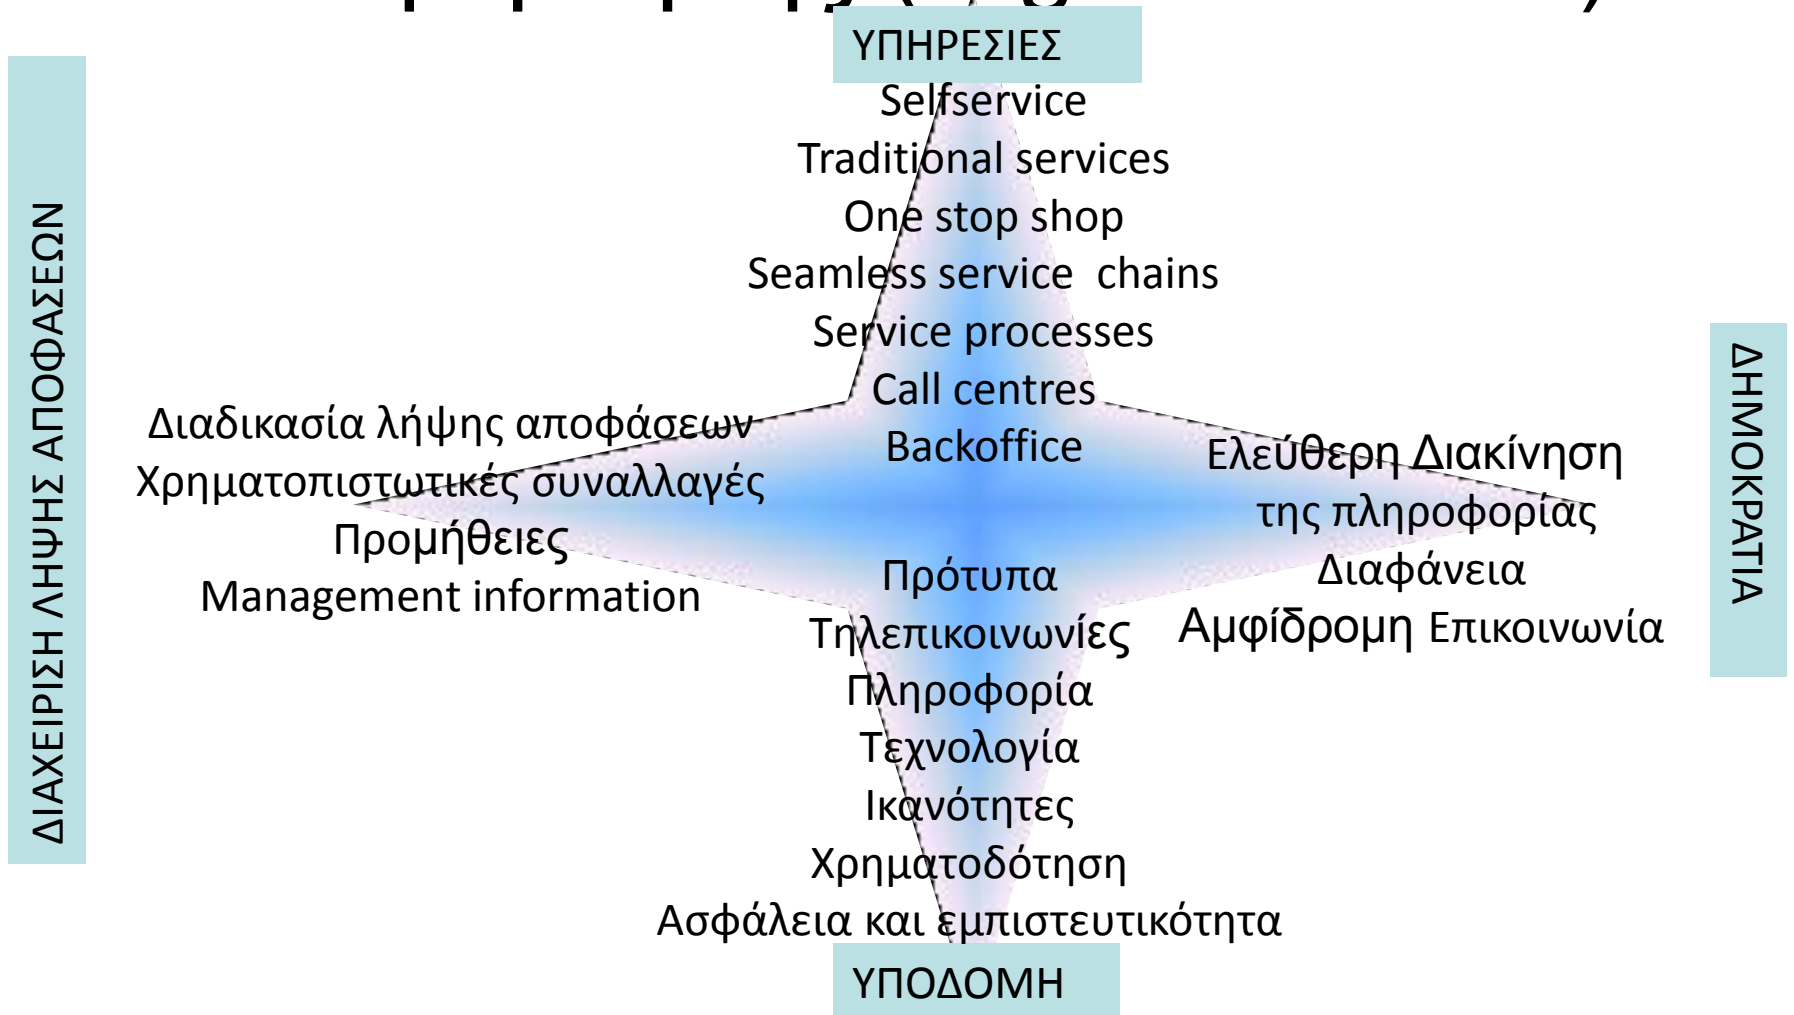 ΥΠΗΡΕΣΙΕΣ
Selfservice
Traditional services
One stop shop
Seamless service chains
Service processes
Call centres
Backoffice
ΔΙΑΧΕΙΡΙΣΗ ΛΗΨΗΣ ΑΠΟΦΑΣΕΩΝ
Διαδικασία λήψης αποφάσεων
Χρηματοπιστωτικές συναλλαγές
Προμήθειες
Management information
Ελεύθερη Διακίνηση
της πληροφορίας
Διαφάνεια
Αμφίδρομη Επικοινωνία
ΔΗΜΟΚΡΑΤΙΑ
Πρότυπα
Τηλεπικοινωνίες
Πληροφορία
Τεχνολογία
Ικανότητες
Χρηματοδότηση
Ασφάλεια και εμπιστευτικότητα
ΥΠΟΔΟΜΗ